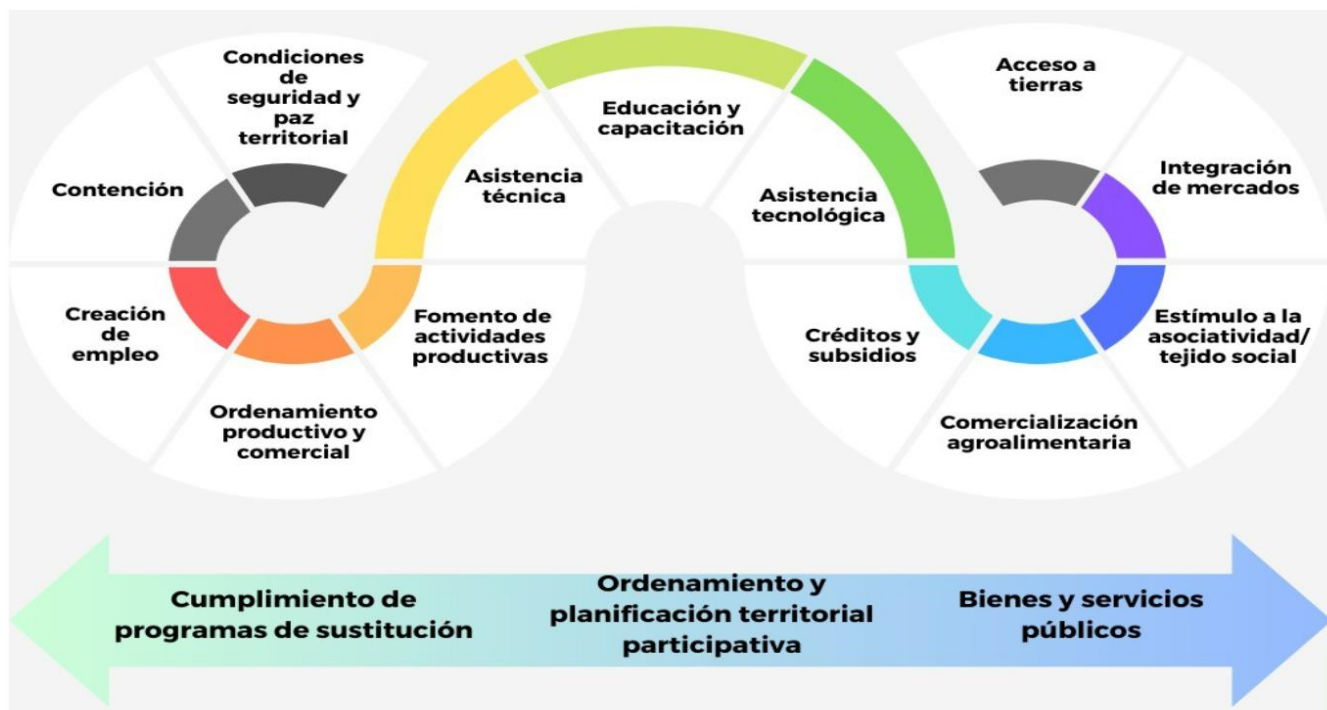 Condiciones
de
seguridad y
paz
territorial
Contención
Creación
de
empleo
Ordenamiento
productivo y
comercial
Fomento de
actividades
productivas
Asistencia
técnica
Educación y
capacitación
Asistencia
tecnológica
Créditos y
subsidios
Comercialización
agroalimentaria
Estímulo a la
asociatividad/
tejido social
Integración
de mercados
Acceso a
tierras
Cumplimiento de
programas de sustitución
Ordenamiento y
planificación territorial
participativa
Bienes y servicios
públicos